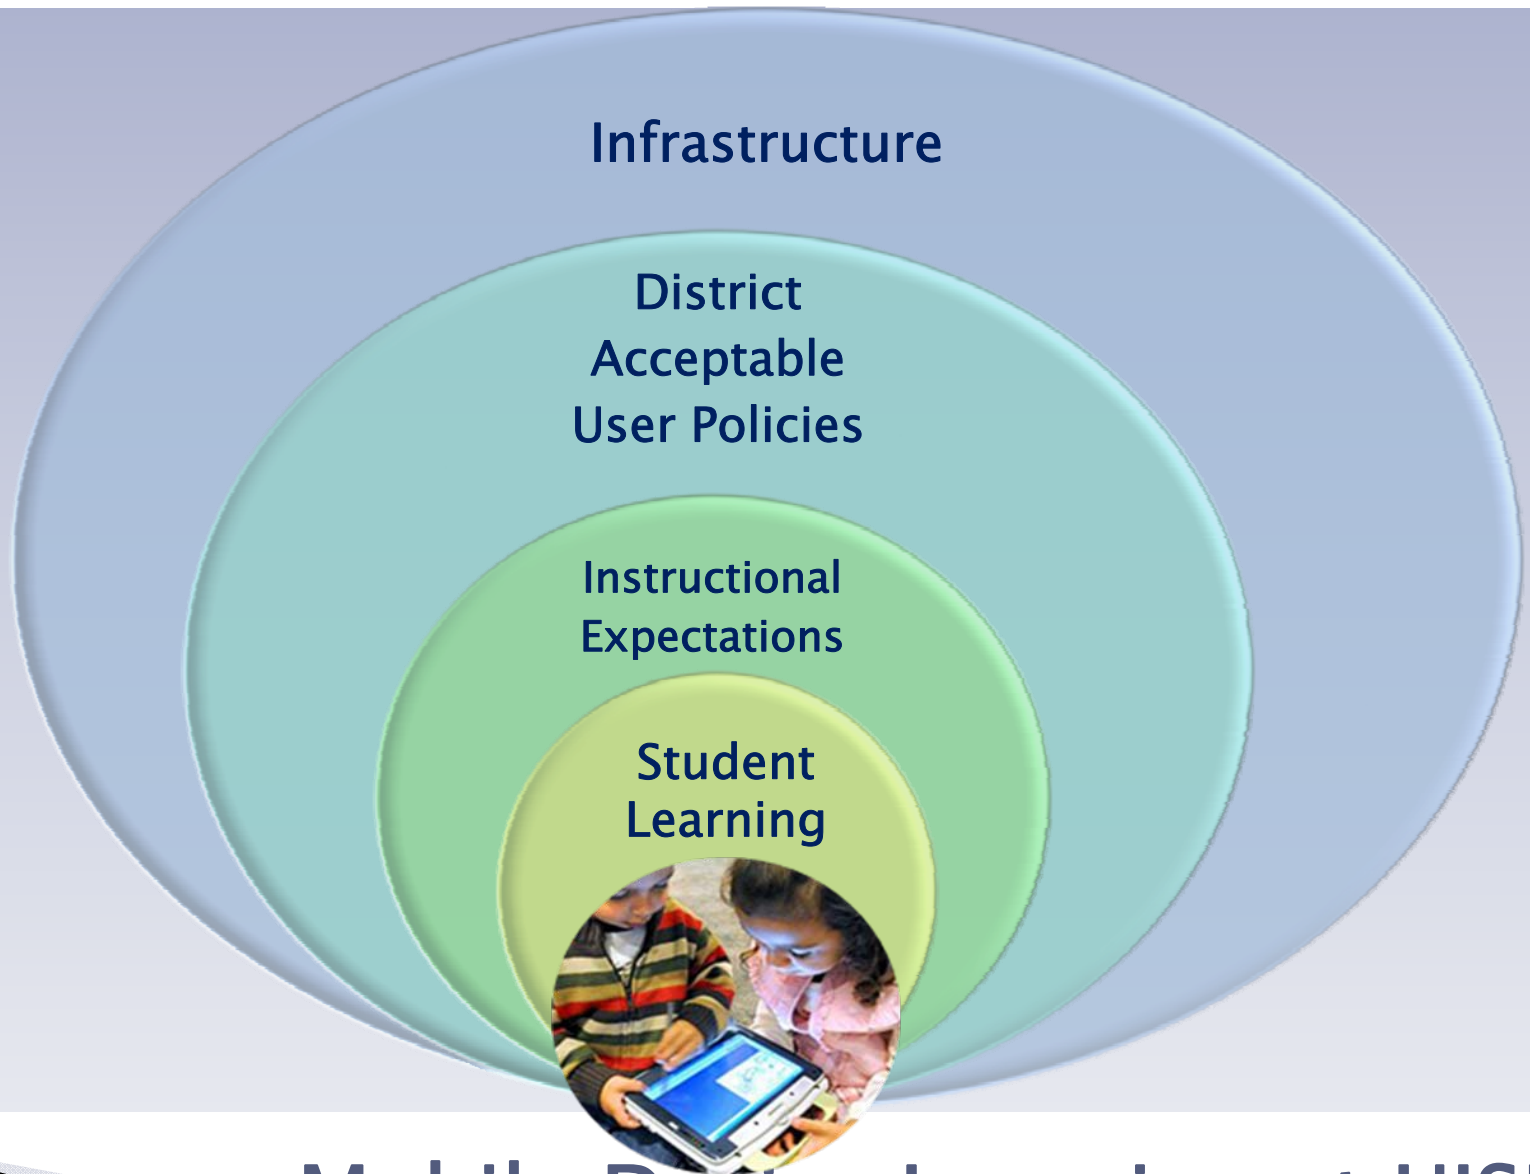 Infrastructure
District
Acceptable
User Policies
Instructional
Expectations
Student
Learning